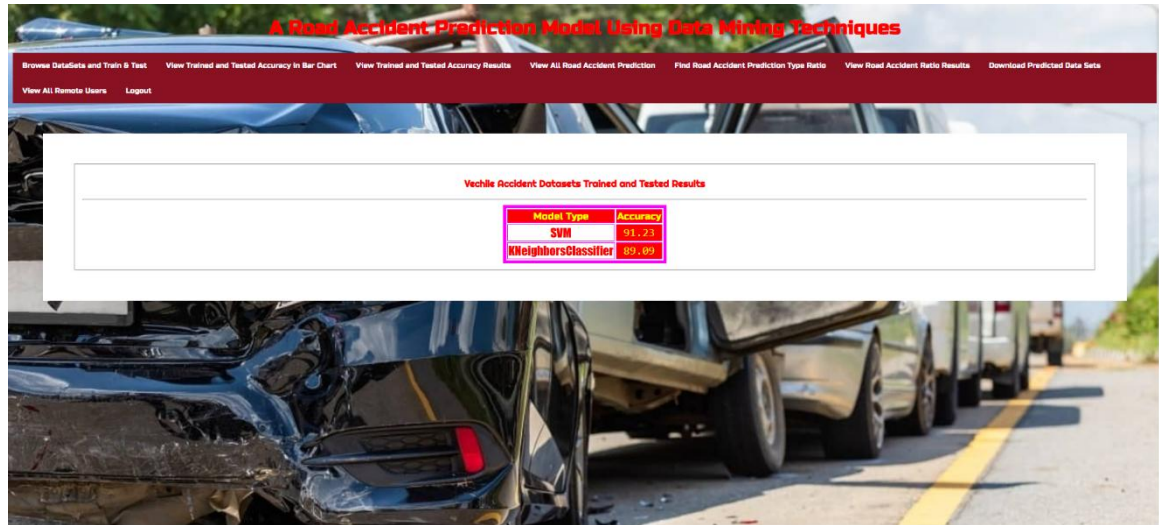 A Road Accident Prediction Model Using Data Mining Techniques
Browse DataSets and Train & Test View Trained and Tested Accuracy in Bar Chart View Trained and Tested Accuracy Results View All Road Accident Prediction Find Road Accident Prediction Type Ratio View Road Accident Ratio Results Download Predicted Data Sets
View All Remote Users Logout
Vechile Accident Datasets Trained and Tested Results
Model Type Accuracy
SVM 91.23
KNeighborsClassifier 89.09